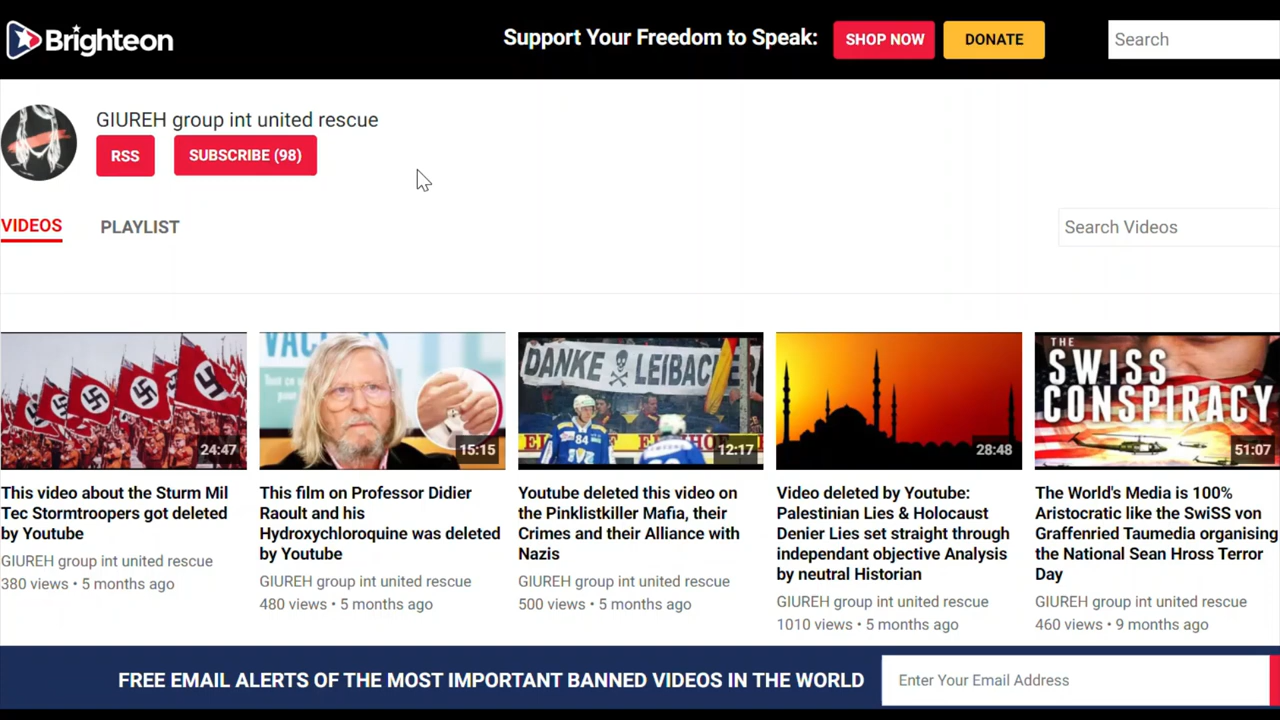 Brighteon
Support Your Freedom to Speak:
SHOP NOW
DONATE
Search
GIUREH group int united rescue
RSS
SUBSCRIBE (98)
VIDEOS
PLAYLIST
Search Videos
VACC
24:47
15:15
DANKE LEIBACHER
84
12:17
28:48
THE
SWISS
CONSPIRACY
51:07
This video about the Sturm Mil
Tec Stormtroopers got deleted
by Youtube
GIUREH group int united rescue
380 views • 5 months ago
This film on Professor Didier
Raoult and his
Hydroxychloroquine was deleted
by Youtube
GIUREH group int united rescue
480 views • 5 months ago
Youtube deleted this video on
the Pinklistkiller Mafia, their
Crimes and their Alliance with
Nazis
GIUREH group int united rescue
500 views • 5 months ago
Video deleted by Youtube:
Palestinian Lies & Holocaust
Denier Lies set straight through
independant objective Analysis
by neutral Historian
GIUREH group int united rescue
1010 views • 5 months ago
The World's Media is 100%
Aristocratic like the SwiSS von
Graffenried Taumedia organising
the National Sean Hross Terror
Day
GIUREH group int united rescue
460 views • 9 months ago
FREE EMAIL ALERTS OF THE MOST IMPORTANT BANNED VIDEOS IN THE WORLD
Enter Your Email Address